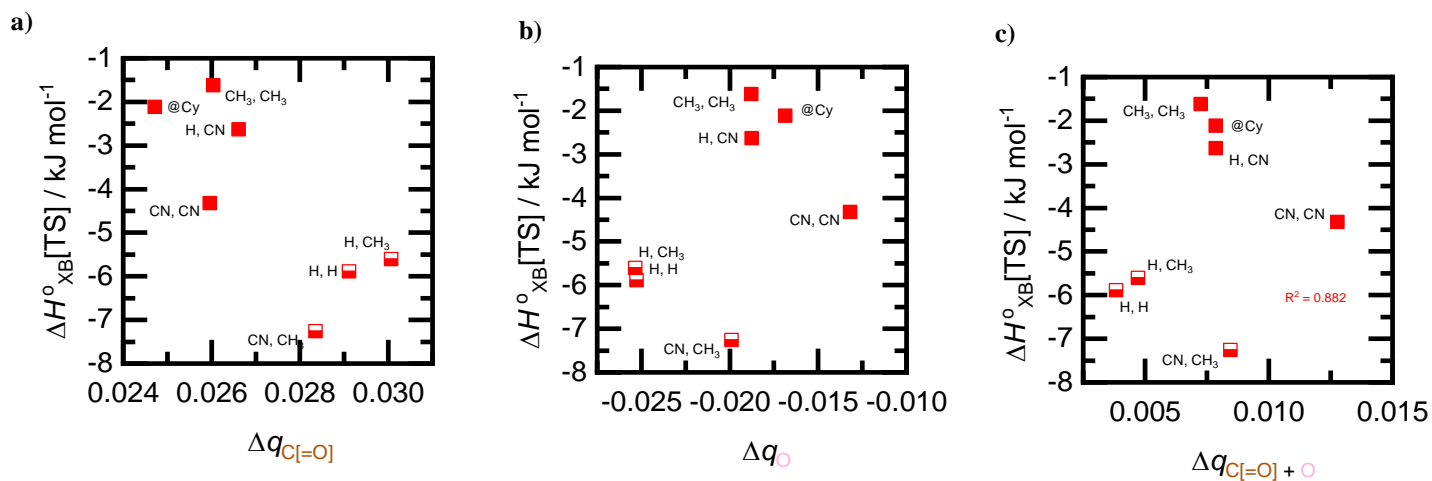 a)
ΔH°XB[TS] / kJ mol-1
-1
-2
-3
-4
-5
-6
-7
-8
CH3, CH3
@Cy
H, CN
CN, CN
H, CH3
H, H
CN, CH3
0.024 0.026 0.028 0.030
ΔqC[=O]
b)
ΔH°XB[TS] / kJ mol-1
-1
-2
-3
-4
-5
-6
-7
-8
CH3, CH3
@Cy
H, CN
CN, CN
H, CH3
H, H
CN, CH3
-0.025 -0.020 -0.015 -0.010
ΔqO
c)
ΔH°XB[TS] / kJ mol-1
-1
-2
-3
-4
-5
-6
-7
-8
CH3, CH3
@Cy
H, CN
CN, CN
H, CH3
H, H
R2 = 0.882
CN, CH3
0.005 0.010 0.015
ΔqC[=O] + O